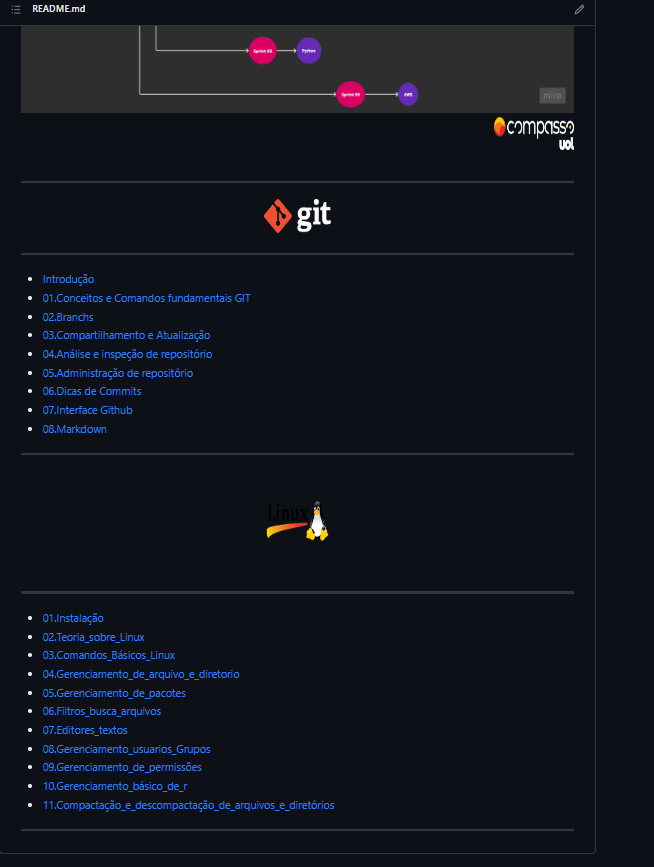 README.md
Sprint 03
Python
Sprint 05
AWS
miro
compasso
uol
git
Introdução
01.Conceitos e Comandos fundamentais GIT
02.Branchs
03.Compartilhamento e Atualização
04.Análise e inspeção de repositório
05.Administração de repositório
06.Dicas de Commits
07.Interface Github
08.Markdown
Linux
01.Instalação
02.Teoria_sobre_Linux
03.Comandos_Básicos_Linux
04.Gerenciamento_de_arquivo_e_diretorio
05.Gerenciamento_de_pacotes
06.Filtros_busca_arquivos
07.Editores_textos
08.Gerenciamento_usuarios_Grupos
09.Gerenciamento_de_permissões
10.Gerenciamento_básico_de_r
11.Compactação_e_descompactação_de_arquivos_e_diretórios